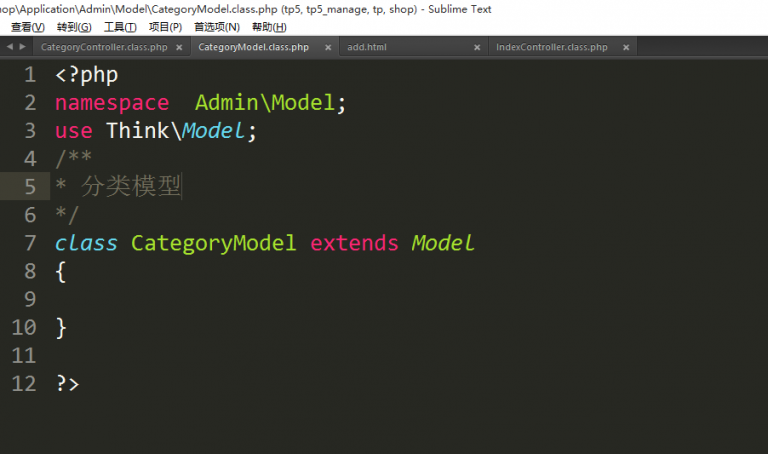 hop\Application\Admin\Model\CategoryModel.class.php (tp5, tp5_manage, tp, shop) - Sublime Text
查看(V) 转到(G) 工具(T) 项目(P) 首选项(N) 帮助(H)
CategoryController.class.php × CategoryModel.class.php × add.html × IndexController.class.php ×
1 <?php
2 namespace  Admin\Model;
3 use Think\Model;
4 /**
5 * 分类模型
6 */
7 class CategoryModel extends Model
8 {
9
10 }
11
12 ?>